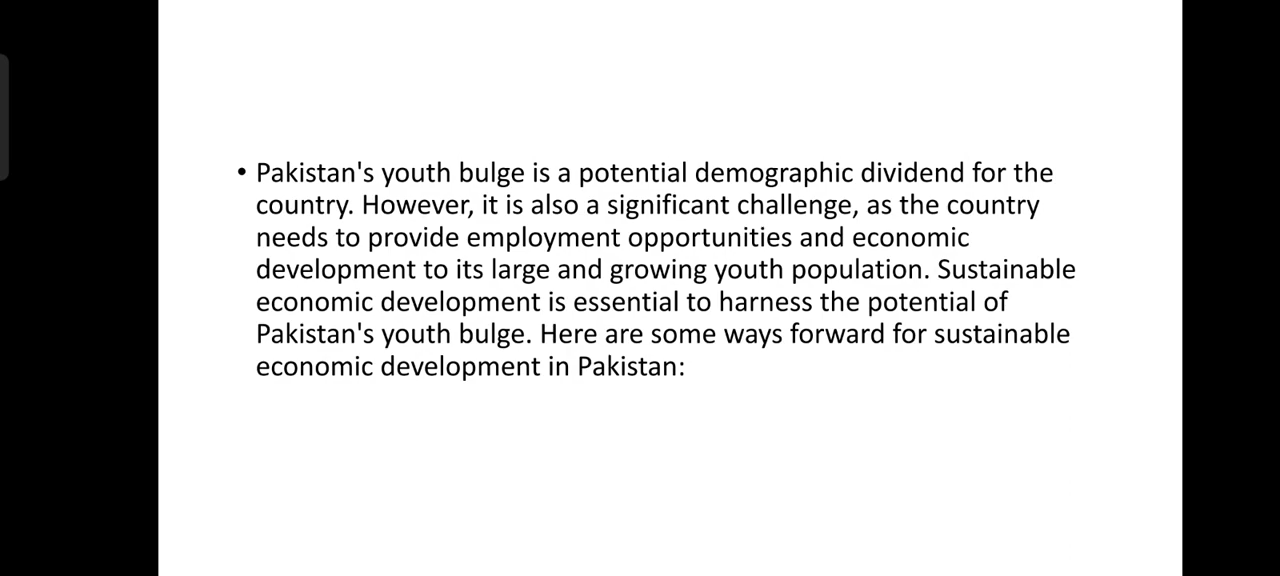 • Pakistan's youth bulge is a potential demographic dividend for the
country. However, it is also a significant challenge, as the country
needs to provide employment opportunities and economic
development to its large and growing youth population. Sustainable
economic development is essential to harness the potential of
Pakistan's youth bulge. Here are some ways forward for sustainable
economic development in Pakistan: